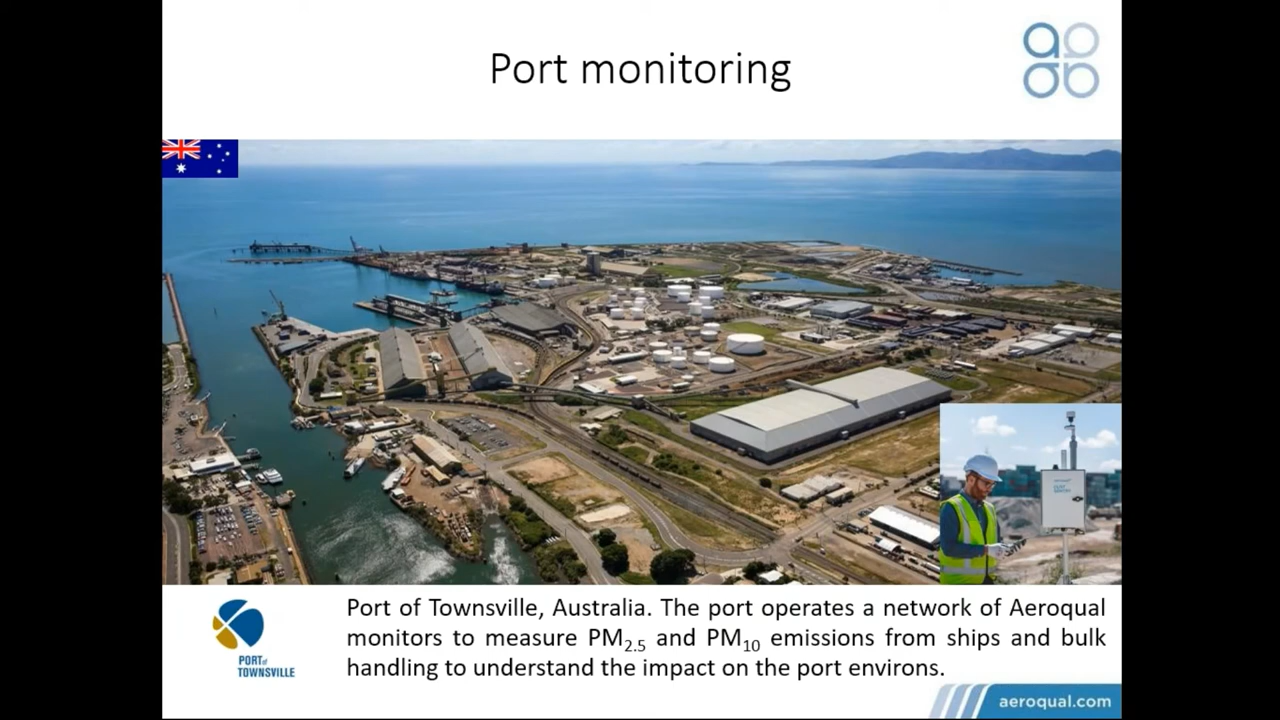 Port monitoring
Port of Townsville, Australia. The port operates a network of Aeroqual
monitors to measure PM2.5 and PM10 emissions from ships and bulk
handling to understand the impact on the port environs.
PORT of
TOWNSVILLE
aeroqual.com